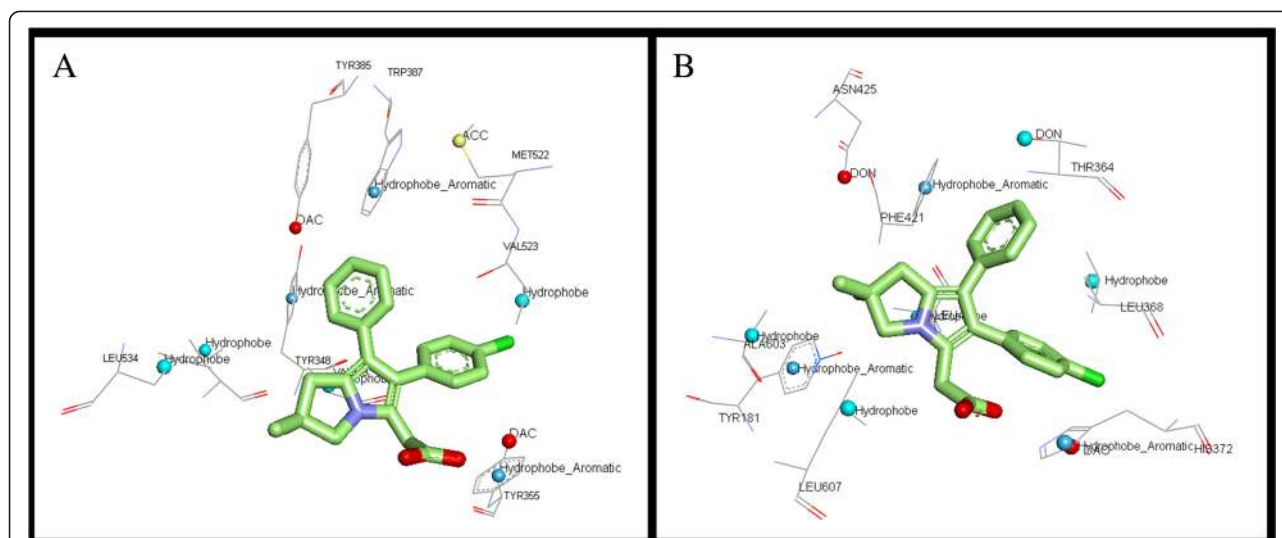 A
TYR385
TRP387
ACC
MET522
Hydrophobe_Aromatic
DAC
VAL523
Hydrophobe_Aromatic
Hydrophobe
Hydrophobe
LEU534
Hydrophobe
TYR348
DAC
Hydrophobe_Aromatic
TYR355
B
ASN425
DON
THR364
DON
Hydrophobe_Aromatic
PHE421
Hydrophobe
LEU368
Hydrophobe
ALA603
Hydrophobe_Aromatic
TYR181
Hydrophobe
LEU607
Hydrophobe_Aromatic
HIS372